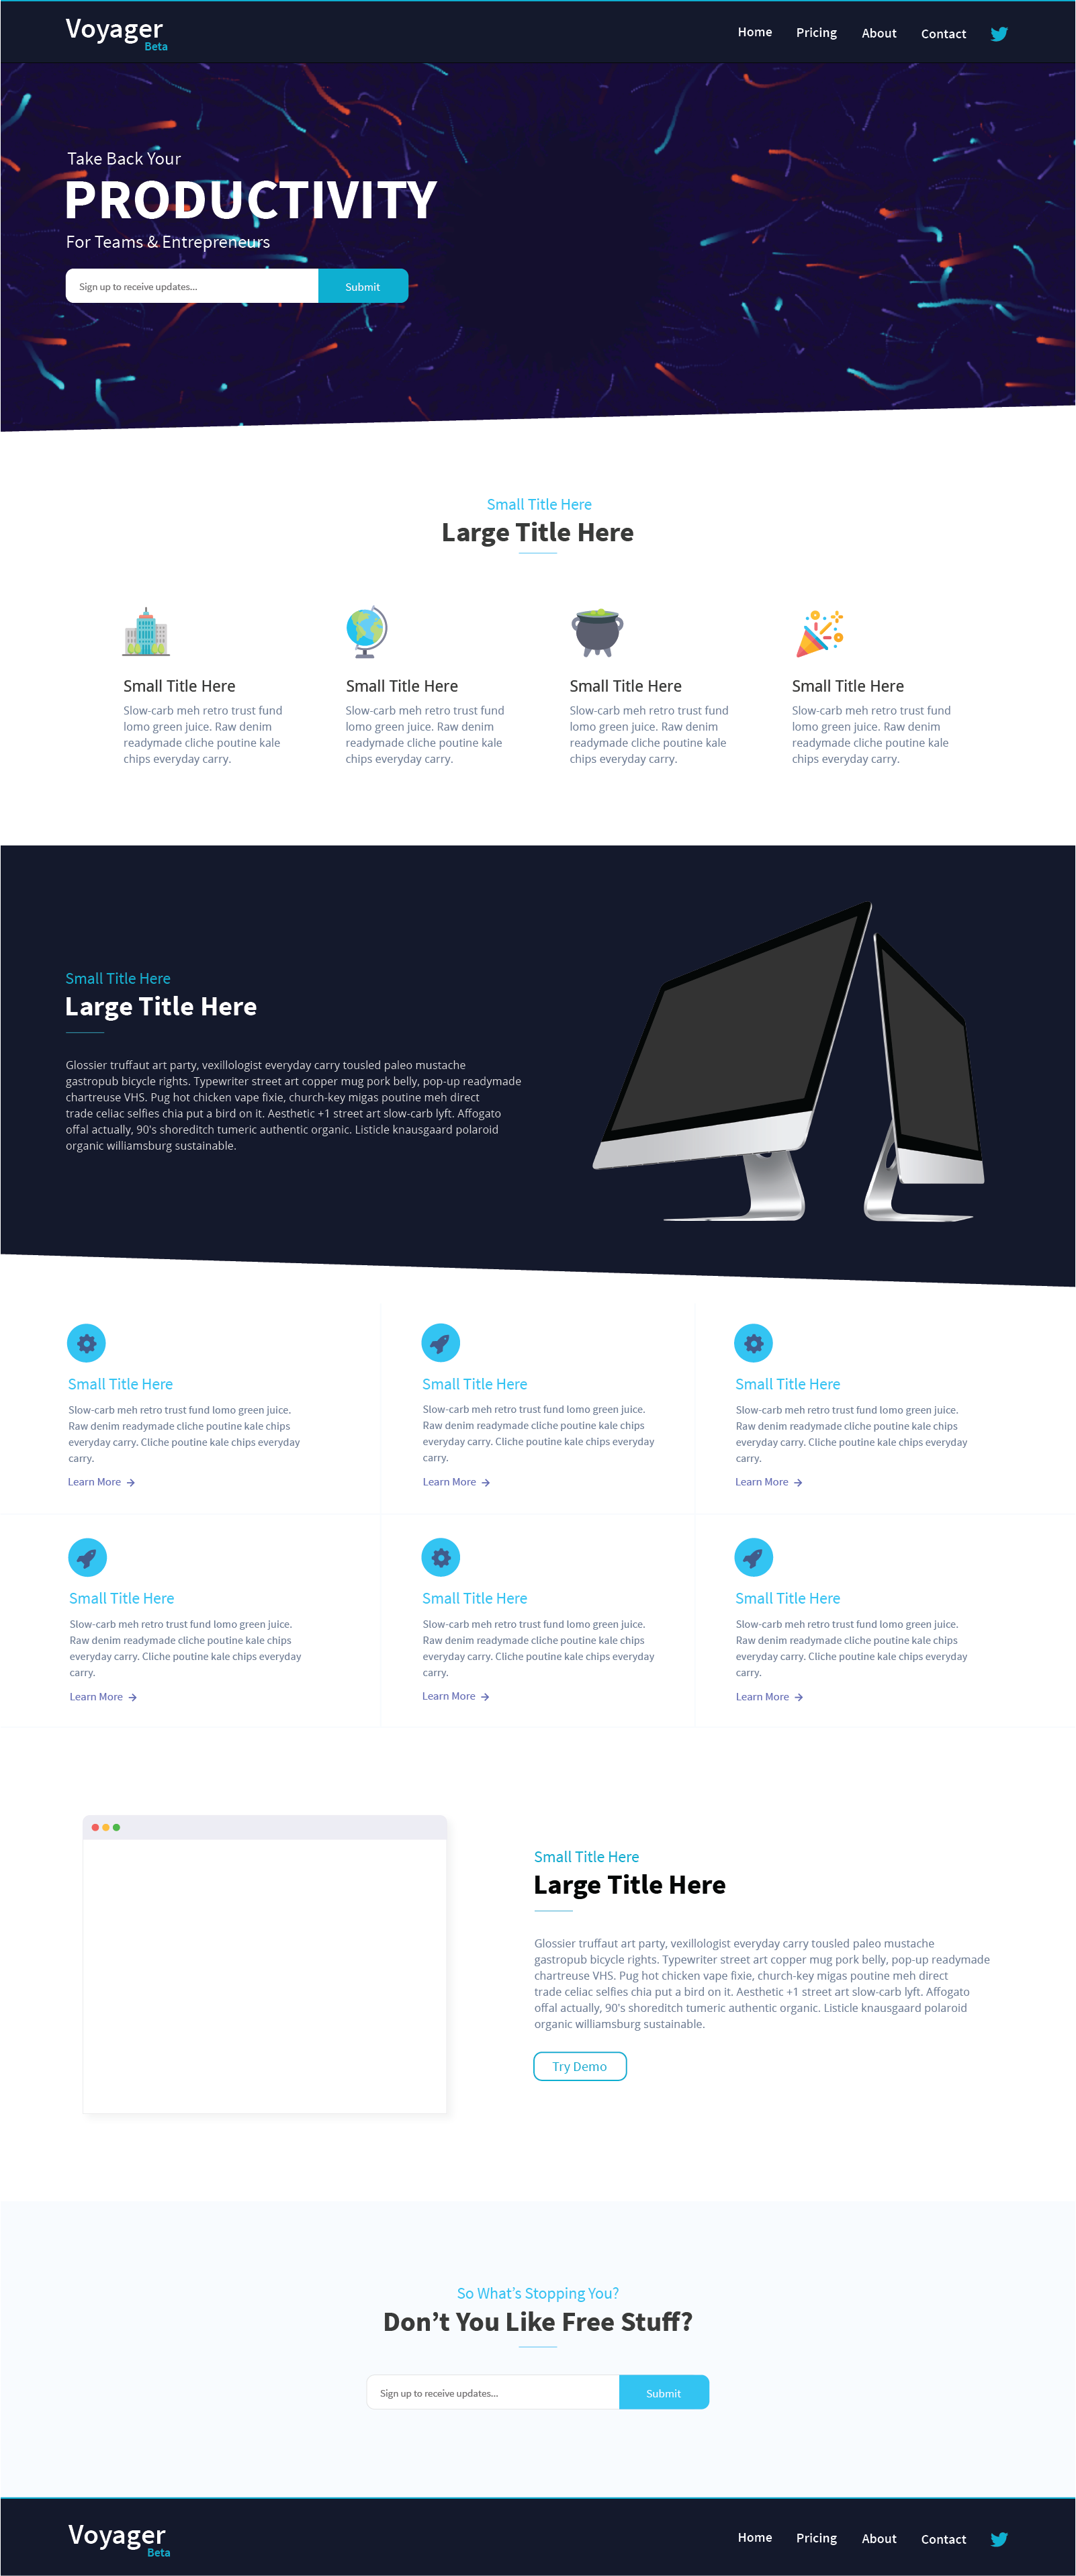 Voyager
Beta
Home Pricing About Contact
Take Back Your
PRODUCTIVITY
For Teams & Entrepreneurs
Sign up to receive updates...
Submit
Small Title Here
Large Title Here
Small Title Here
Slow-carb meh retro trust fund
lomo green juice. Raw denim
readymade cliche poutine kale
chips everyday carry.
Small Title Here
Slow-carb meh retro trust fund
lomo green juice. Raw denim
readymade cliche poutine kale
chips everyday carry.
Small Title Here
Slow-carb meh retro trust fund
lomo green juice. Raw denim
readymade cliche poutine kale
chips everyday carry.
Small Title Here
Slow-carb meh retro trust fund
lomo green juice. Raw denim
readymade cliche poutine kale
chips everyday carry.
Small Title Here
Large Title Here
Glossier truffaut art party, vexillologist everyday carry tousled paleo mustache
gastropub bicycle rights. Typewriter street art copper mug pork belly, pop-up readymade
chartreuse VHS. Pug hot chicken vape fixie, church-key migas poutine meh direct
trade celiac selfies chia put a bird on it. Aesthetic +1 street art slow-carb lyft. Affogato
offal actually, 90's shoreditch tumeric authentic organic. Listicle knausgaard polaroid
organic williamsburg sustainable.
Small Title Here
Slow-carb meh retro trust fund lomo green juice.
Raw denim readymade cliche poutine kale chips
everyday carry. Cliche poutine kale chips everyday
carry.
Learn More
Small Title Here
Slow-carb meh retro trust fund lomo green juice.
Raw denim readymade cliche poutine kale chips
everyday carry. Cliche poutine kale chips everyday
carry.
Learn More
Small Title Here
Slow-carb meh retro trust fund lomo green juice.
Raw denim readymade cliche poutine kale chips
everyday carry. Cliche poutine kale chips everyday
carry.
Learn More
Small Title Here
Slow-carb meh retro trust fund lomo green juice.
Raw denim readymade cliche poutine kale chips
everyday carry. Cliche poutine kale chips everyday
carry.
Learn More
Small Title Here
Slow-carb meh retro trust fund lomo green juice.
Raw denim readymade cliche poutine kale chips
everyday carry. Cliche poutine kale chips everyday
carry.
Learn More
Small Title Here
Slow-carb meh retro trust fund lomo green juice.
Raw denim readymade cliche poutine kale chips
everyday carry. Cliche poutine kale chips everyday
carry.
Learn More
Small Title Here
Large Title Here
Glossier truffaut art party, vexillologist everyday carry tousled paleo mustache
gastropub bicycle rights. Typewriter street art copper mug pork belly, pop-up readymade
chartreuse VHS. Pug hot chicken vape fixie, church-key migas poutine meh direct
trade celiac selfies chia put a bird on it. Aesthetic +1 street art slow-carb lyft. Affogato
offal actually, 90's shoreditch tumeric authentic organic. Listicle knausgaard polaroid
organic williamsburg sustainable.
Try Demo
So What’s Stopping You?
Don’t You Like Free Stuff?
Sign up to receive updates...
Submit
Voyager
Beta
Home Pricing About Contact